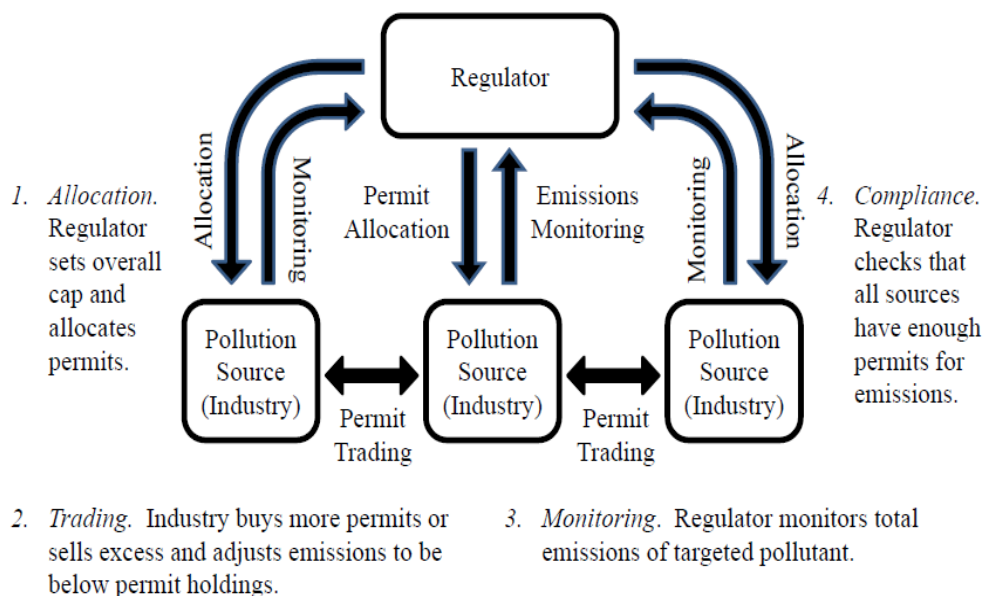 Regulator
Allocation
Monitoring
Permit
Allocation
Emissions
Monitoring
Monitoring
Allocation
1. Allocation.
Regulator
sets overall
cap and
allocates
permits.
4. Compliance.
Regulator
checks that
all sources
have enough
permits for
emissions.
Pollution
Source
(Industry)
Pollution
Source
(Industry)
Pollution
Source
(Industry)
Permit
Trading
Permit
Trading
2. Trading. Industry buys more permits or
sells excess and adjusts emissions to be
below permit holdings.
3. Monitoring. Regulator monitors total
emissions of targeted pollutant.